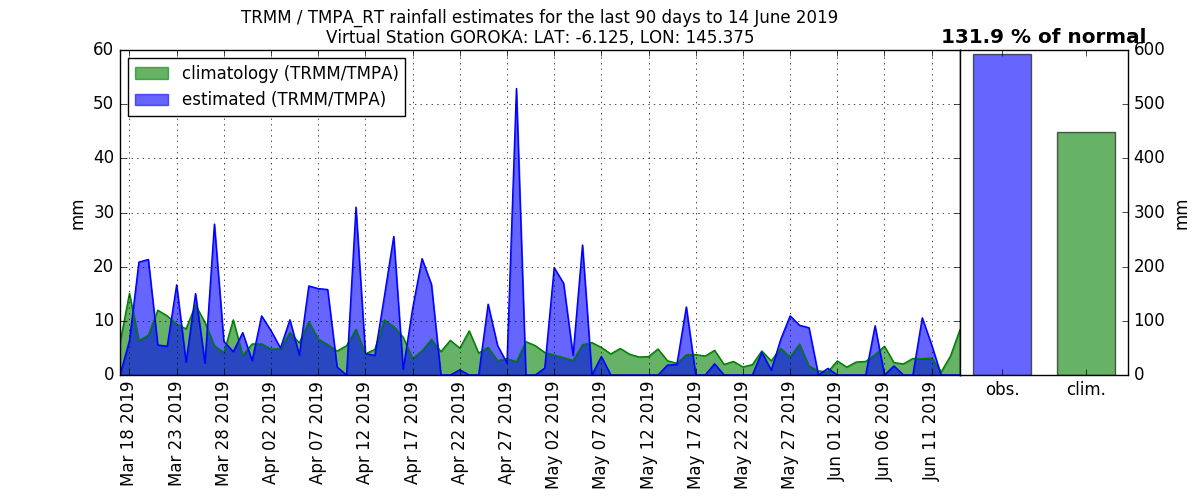 TRMM / TMPA_RT rainfall estimates for the last 90 days to 14 June 2019
Virtual Station GOROKA: LAT: -6.125, LON: 145.375
131.9 % of normal
climatology (TRMM/TMPA)
estimated (TRMM/TMPA)
60
50
40
30
20
10
0
mm
Mar 18 2019
Mar 23 2019
Mar 28 2019
Apr 02 2019
Apr 07 2019
Apr 12 2019
Apr 17 2019
Apr 22 2019
Apr 27 2019
May 02 2019
May 07 2019
May 12 2019
May 17 2019
May 22 2019
May 27 2019
Jun 01 2019
Jun 06 2019
Jun 11 2019
obs.
clim.
600
500
400
300
200
100
0
mm